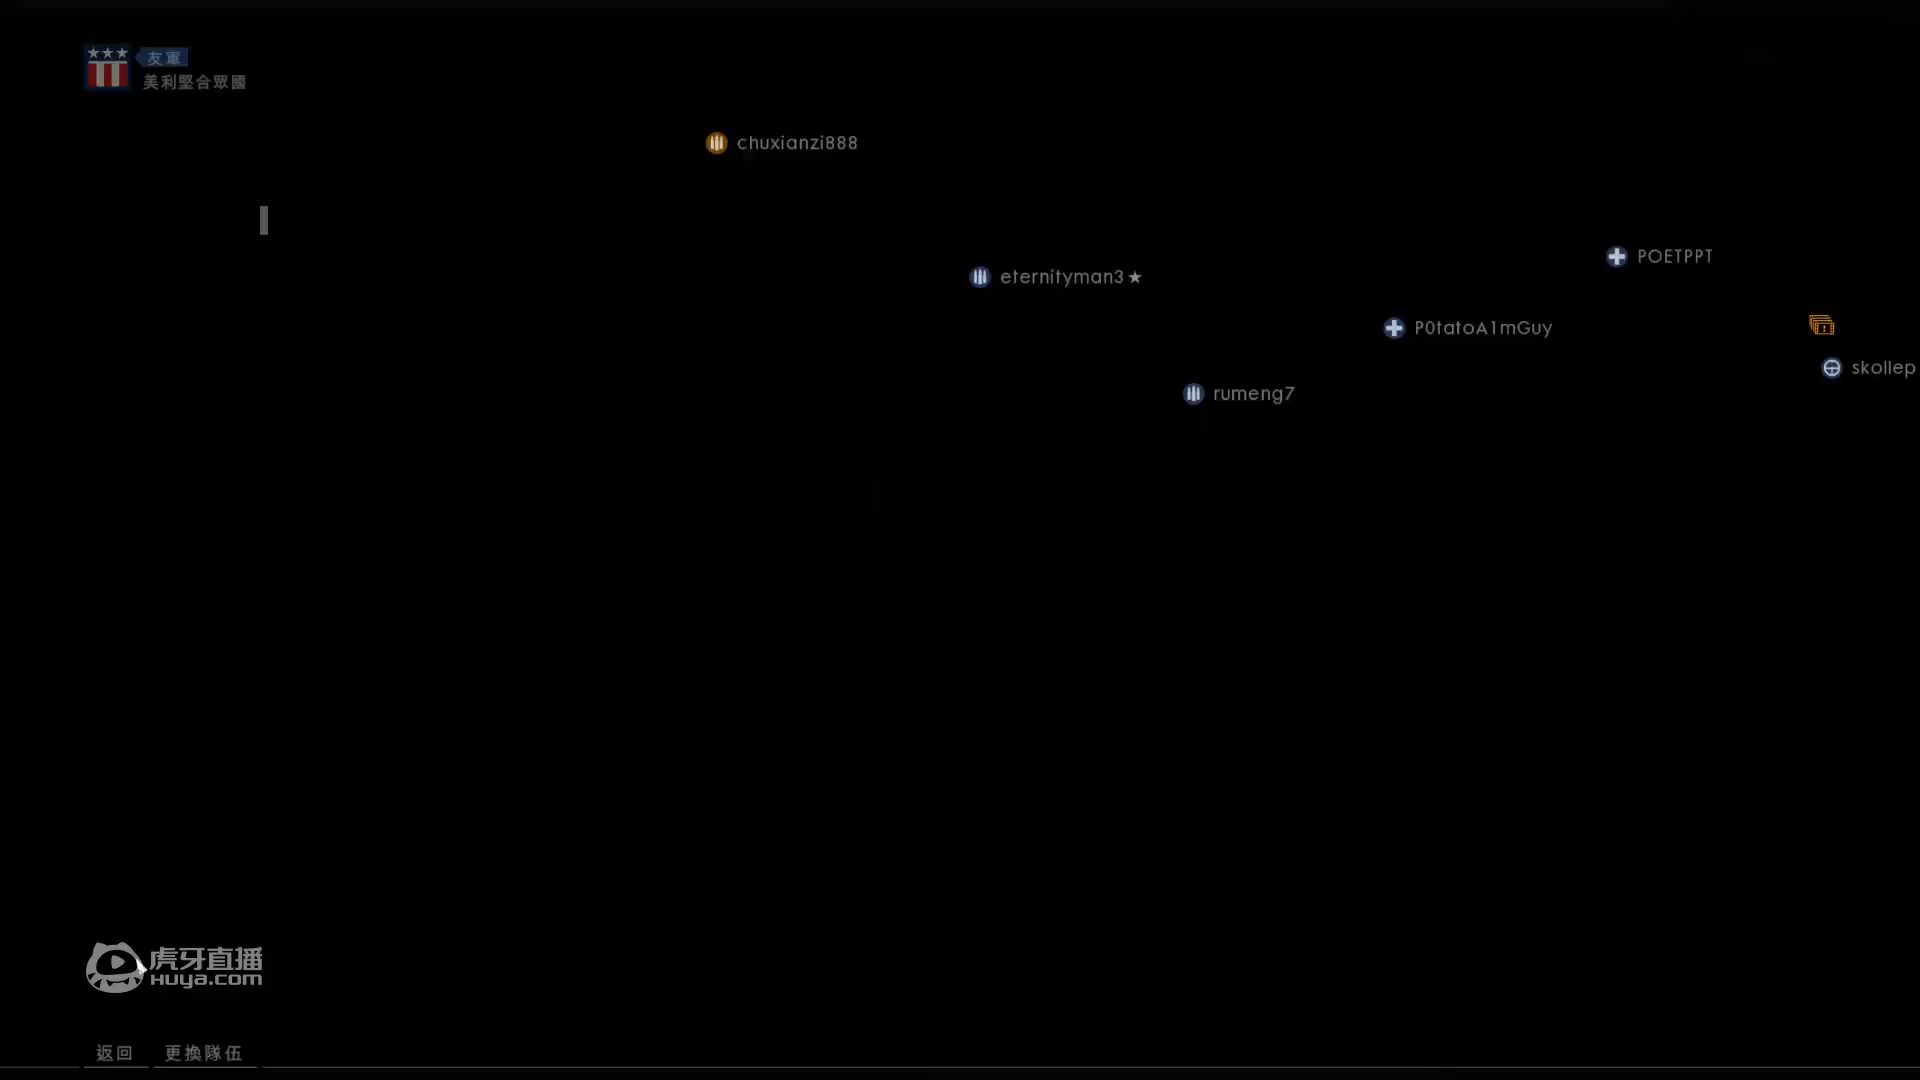 友軍
美利堅合眾國
chuxianzi888
POETPPT
eternityman3★
P0tatoA1mGuy
skollep
rumeng7
虎牙直播
HUYA.com
返回 更換隊伍